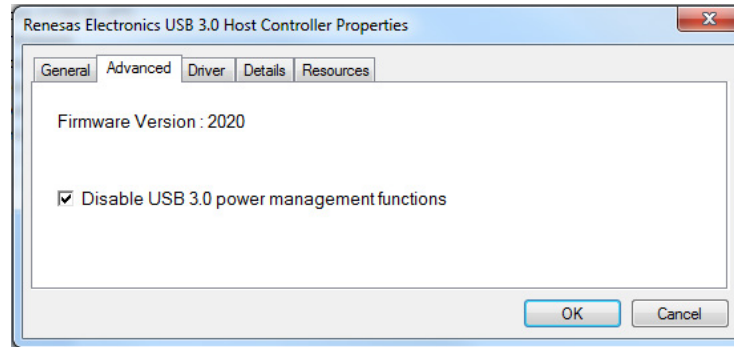 Renesas Electronics USB 3.0 Host Controller Properties
General Advanced Driver Details Resources
Firmware Version : 2020
Disable USB 3.0 power management functions
OK Cancel